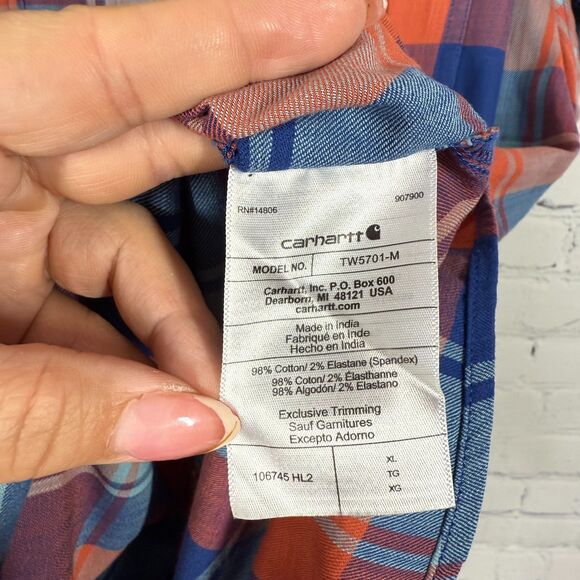 RN#14806 907900
carhartt
MODEL NO. TW5701-M
Carhartt, Inc. P.O. Box 600
Dearborn, MI 48121 USA
carhartt.com
Made in India
Fabriqué en Inde
Hecho en India
98% Cotton/ 2% Elastane (Spandex)
98% Coton/ 2% Élasthanne
98% Algodón/ 2% Elastano
Exclusive Trimming
Sauf Garnitures
Excepto Adorno
106745 HL2
XL
TG
XG